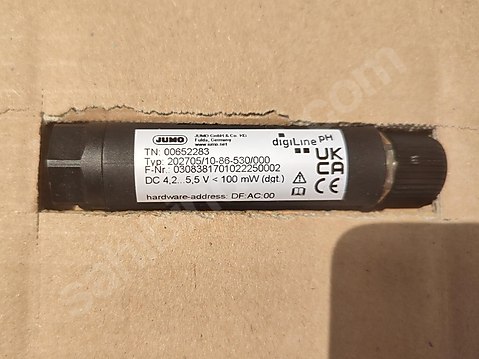 JUMO
JUMO GmbH & Co. KG
Fulda, Germany
www.jumo.net
digiLine pH
TN: 00652283
Typ: 202705/10-86-530/000
F-Nr.: 0308381701022250002
DC 4,2...5,5 V < 100 mW (dgt.)
hardware-address: DF:AC:00
UK
CA
CE